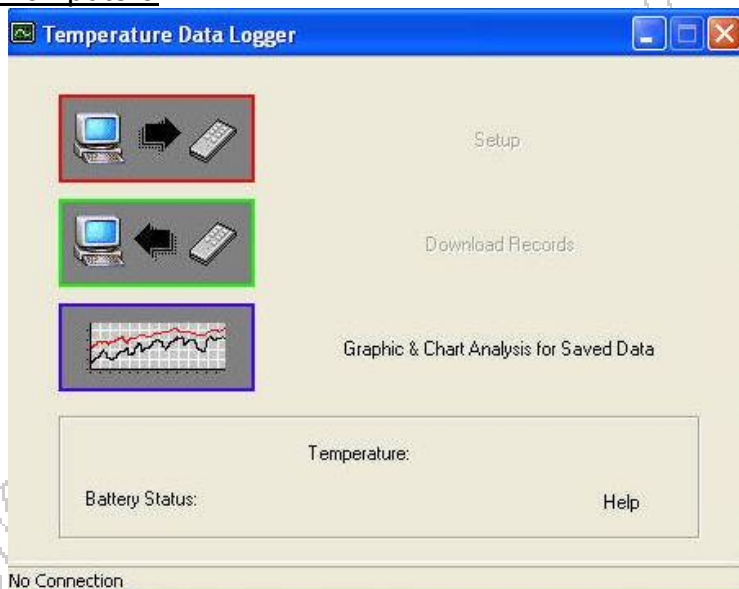 Temperature Data Logger
Setup
Download Records
Graphic & Chart Analysis for Saved Data
Temperature:
Battery Status:
Help
No Connection